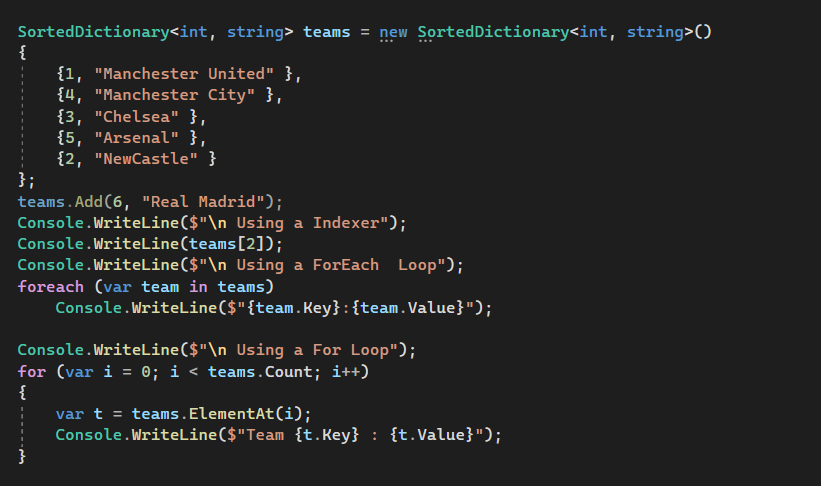 SortedDictionary<int, string> teams = new SortedDictionary<int, string>()
{
    {1, "Manchester United" },
    {4, "Manchester City" },
    {3, "Chelsea" },
    {5, "Arsenal" },
    {2, "NewCastle" }
};
teams.Add(6, "Real Madrid");
Console.WriteLine($"\n Using a Indexer");
Console.WriteLine(teams[2]);
Console.WriteLine($"\n Using a ForEach  Loop");
foreach (var team in teams)
    Console.WriteLine($"{team.Key}:{team.Value}");

Console.WriteLine($"\n Using a For Loop");
for (var i = 0; i < teams.Count; i++)
{
    var t = teams.ElementAt(i);
    Console.WriteLine($"Team {t.Key} : {t.Value}");
}